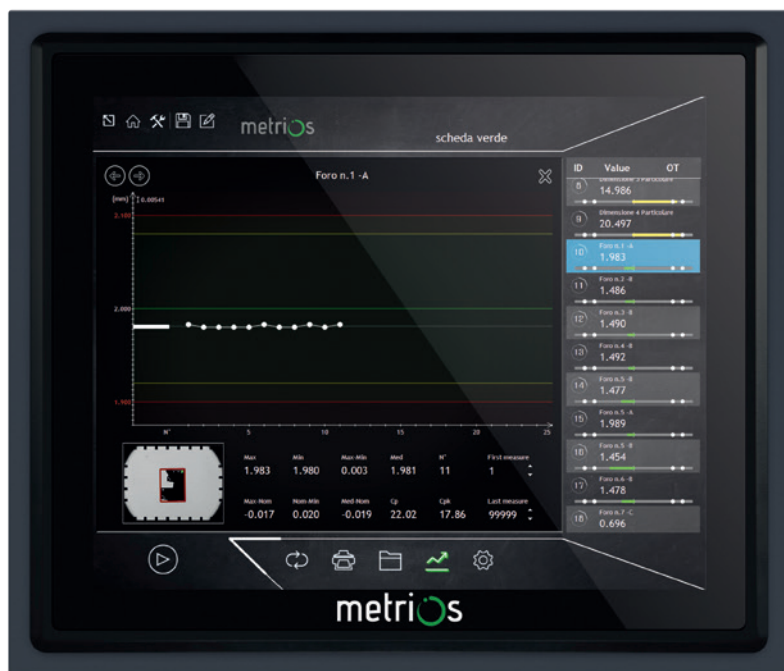 metrios
scheda verde
Foro n.1 -A
[mm] 0.00541
2.100
2.000
1.900
N° 5 10 15 20 25
Max Min Max-Min Med N° First measure
1.983 1.980 0.003 1.981 11 1
Max-Nom Nom-Min Med-Nom Cp Cpk Last measure
-0.017 0.020 -0.019 22.02 17.86 99999
ID Value OT
8 Dimensione 3 Particolare
14.986
9 Dimensione 4 Particolare
20.497
10 Foro n.1 -A
1.983
11 Foro n.2 -B
1.486
12 Foro n.3 -B
1.490
13 Foro n.4 -B
1.492
14 Foro n.5 -B
1.477
15 Foro n.5 -A
1.989
16 Foro n.5 -B
1.454
17 Foro n.6 -B
1.478
18 Foro n.7 -C
0.696
metrios